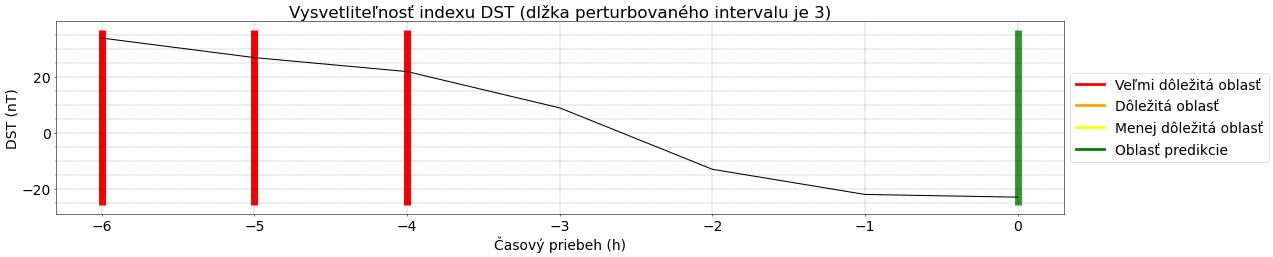 Vysvetliteľnosť indexu DST (dlžka perturbovaného intervalu je 3)
DST (nT)
20
0
−20
−6 −5 −4 −3 −2 −1 0
Časový priebeh (h)
Veľmi dôležitá oblasť
Dôležitá oblasť
Menej dôležitá oblasť
Oblasť predikcie